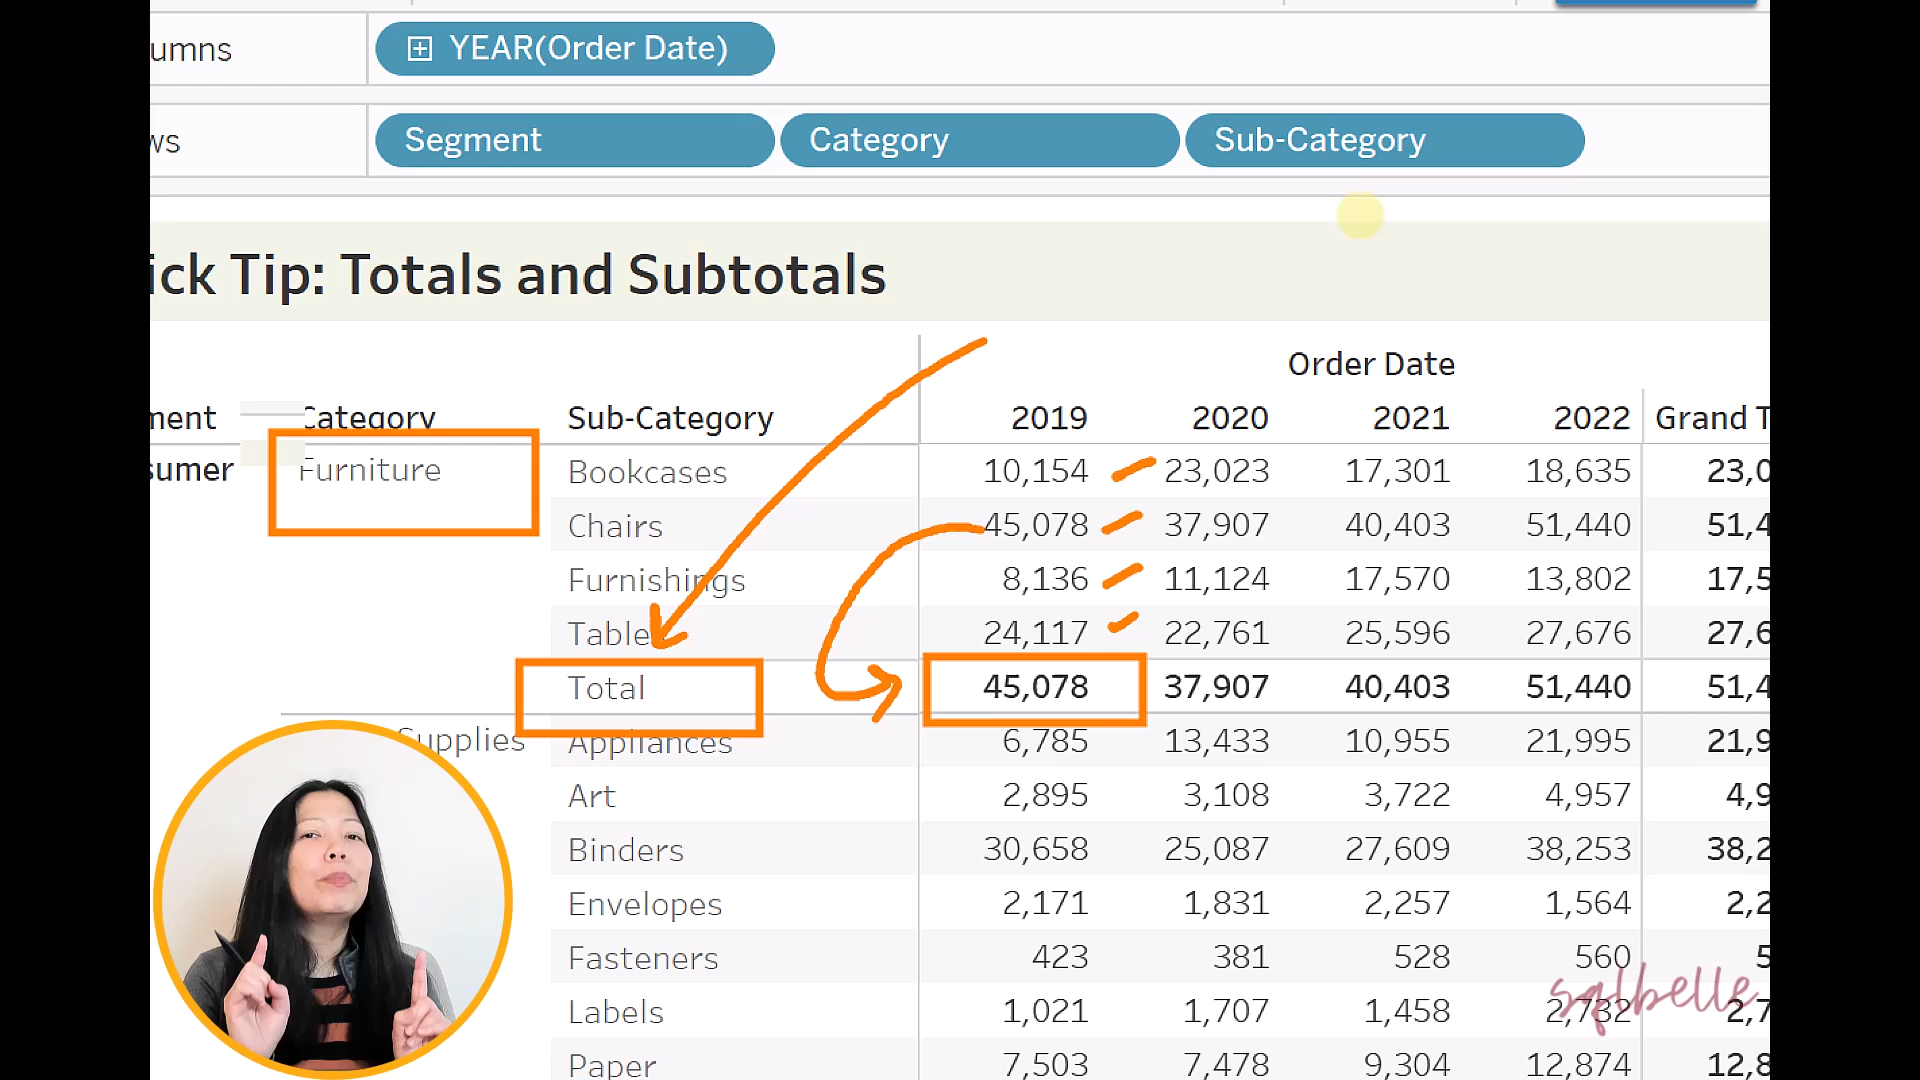 umns YEAR(Order Date)
ws Segment Category Sub-Category
ick Tip: Totals and Subtotals
Order Date
ment Category Sub-Category 2019 2020 2021 2022 Grand T
sumer Furniture Bookcases 10,154 23,023 17,301 18,635 23,0
Chairs 45,078 37,907 40,403 51,440 51,4
Furnishings 8,136 11,124 17,570 13,802 17,5
Table 24,117 22,761 25,596 27,676 27,6
Total 45,078 37,907 40,403 51,440 51,4
Supplies Appliances 6,785 13,433 10,955 21,995 21,9
Art 2,895 3,108 3,722 4,957 4,9
Binders 30,658 25,087 27,609 38,253 38,2
Envelopes 2,171 1,831 2,257 1,564 2,2
Fasteners 423 381 528 560 5
Labels 1,021 1,707 1,458 2,732 2,7
Paper 7,503 7,478 9,304 12,874 12,8
sqlbelle